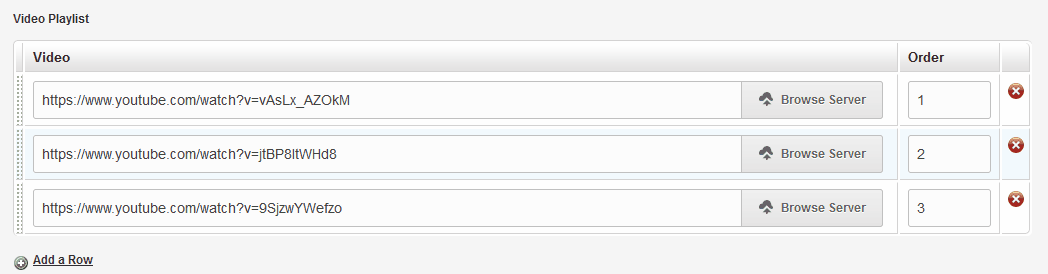 Video Playlist
Video Order
https://www.youtube.com/watch?v=vAsLx_AZOkM Browse Server 1
https://www.youtube.com/watch?v=jtBP8ltWHd8 Browse Server 2
https://www.youtube.com/watch?v=9SjzwYWefzo Browse Server 3
Add a Row